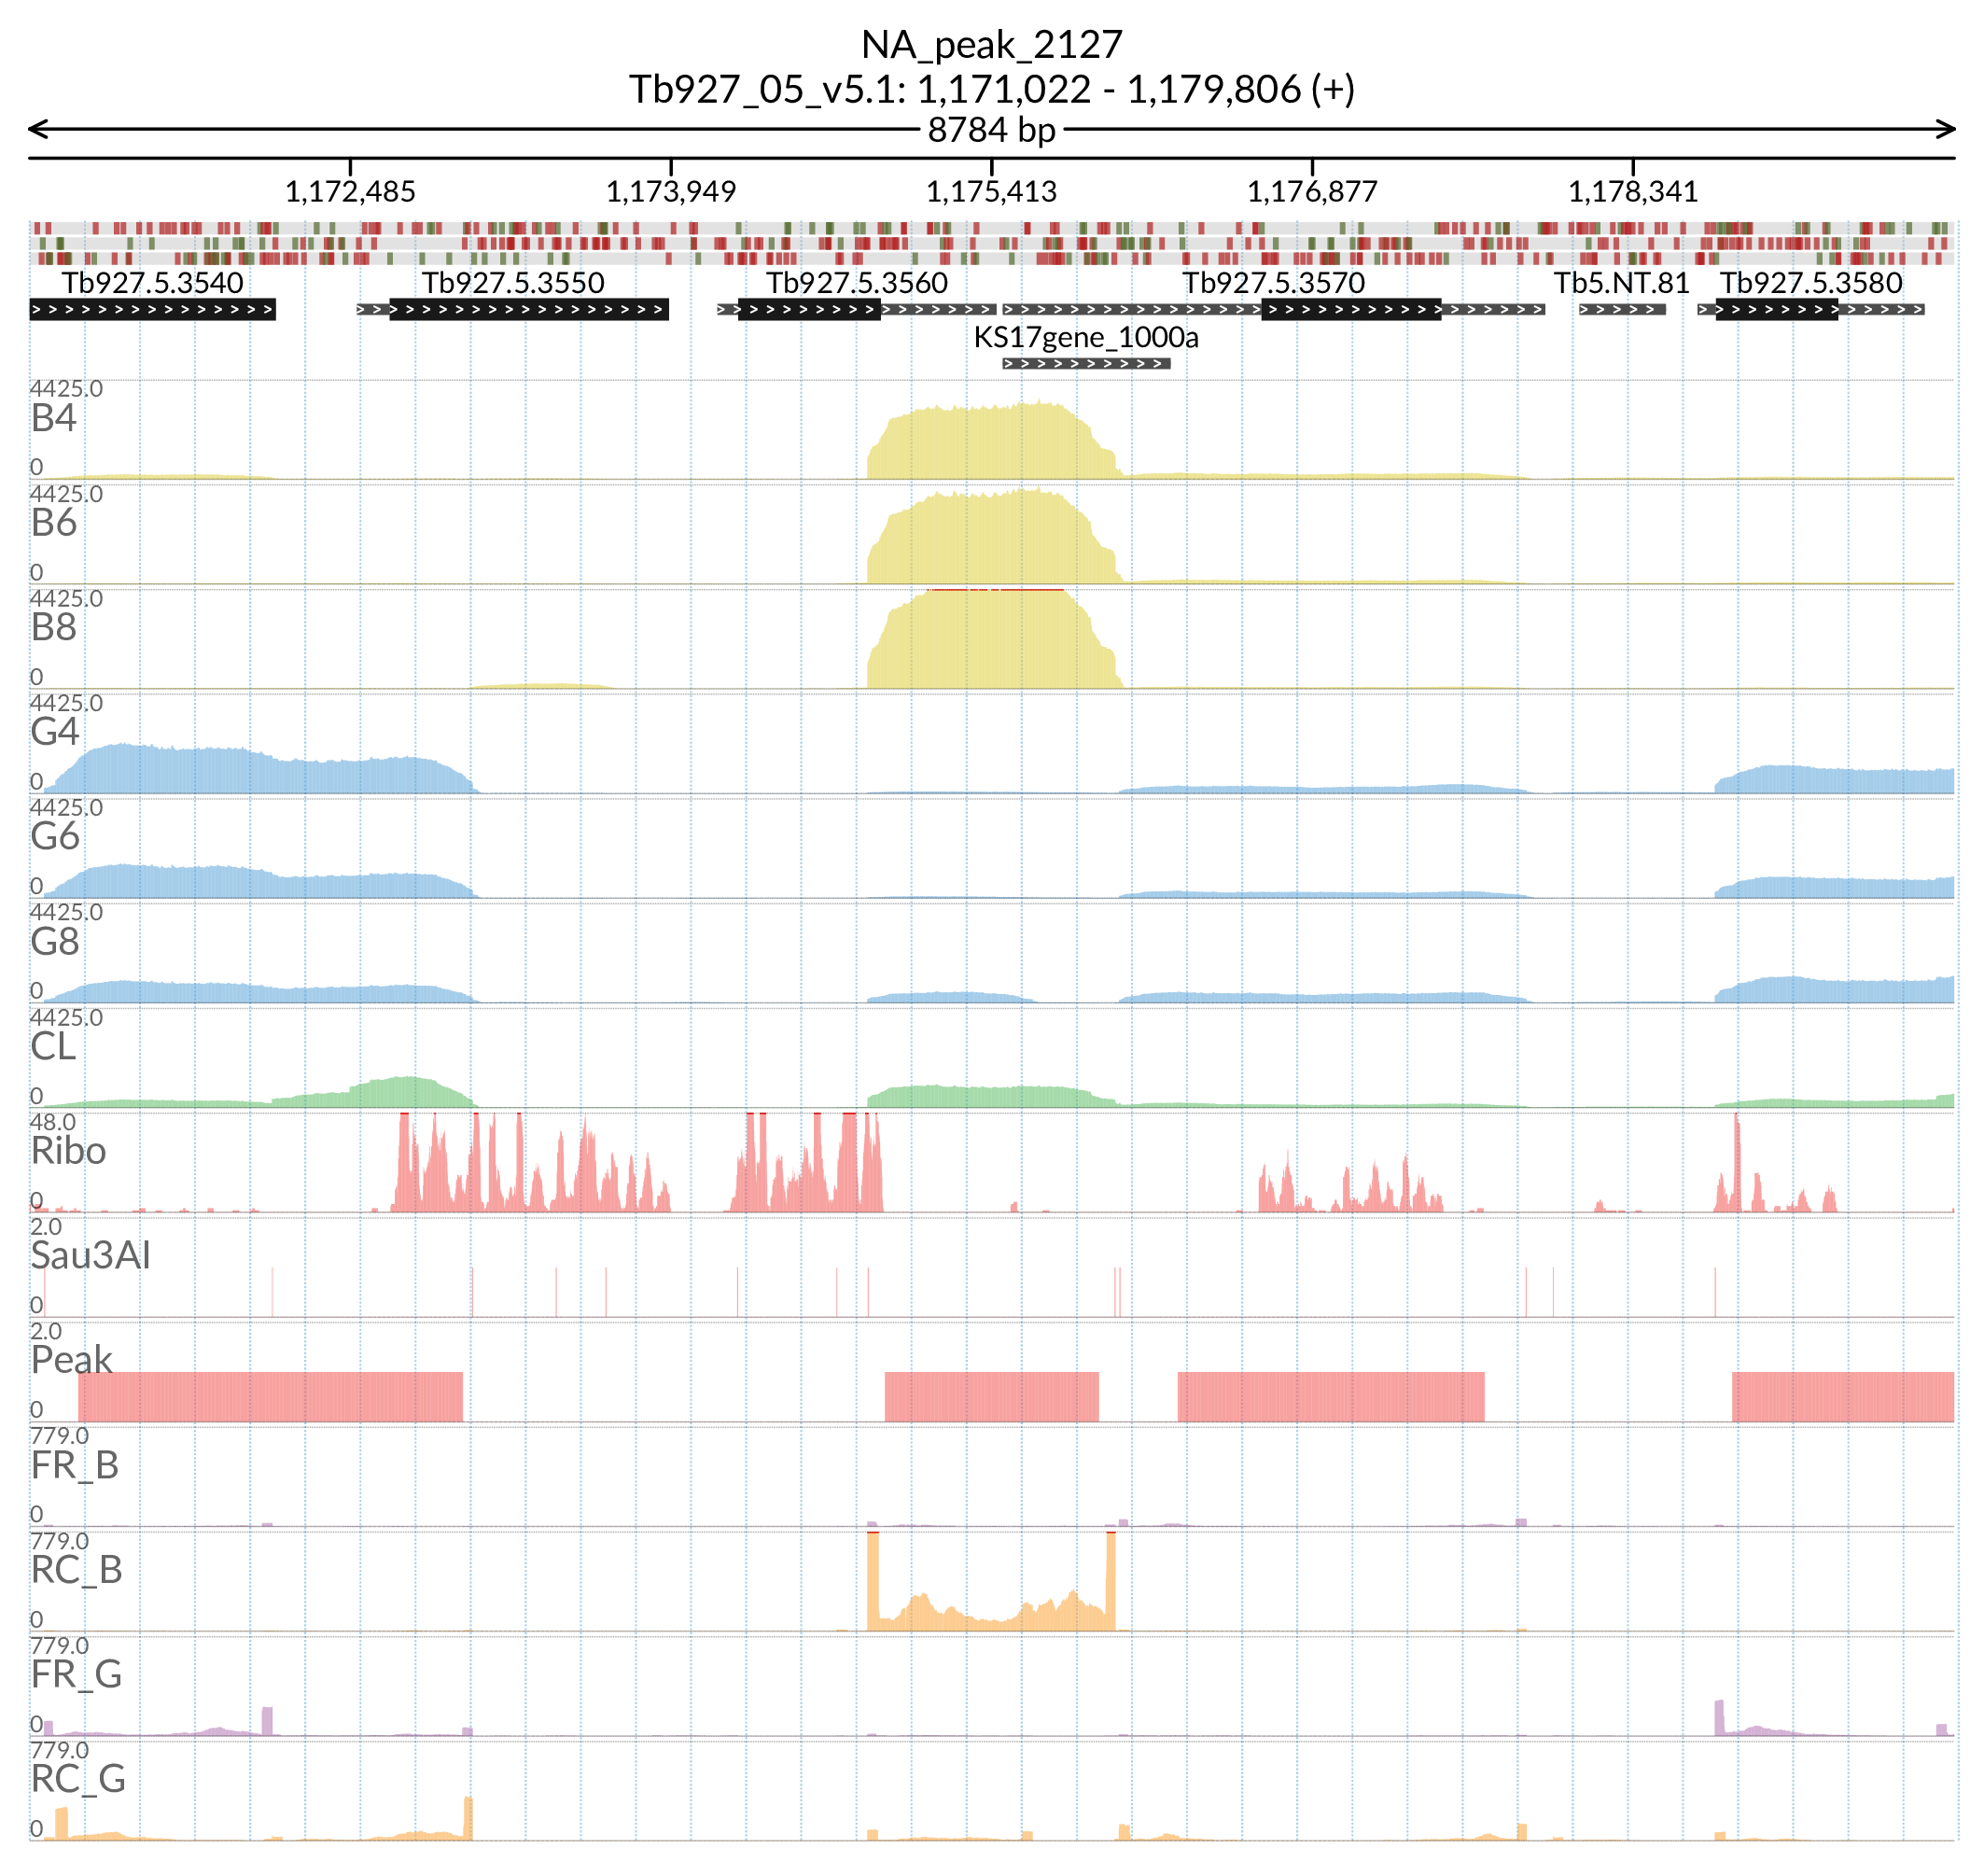 NA_peak_2127
Tb927_05_v5.1: 1,171,022 - 1,179,806 (+)
8784 bp
1,172,485 1,173,949 1,175,413 1,176,877 1,178,341
Tb927.5.3540 Tb927.5.3550 Tb927.5.3560 Tb927.5.3570 Tb5.NT.81 Tb927.5.3580
KS17gene_1000a
4425.0
B4
0
4425.0
B6
0
4425.0
B8
0
4425.0
G4
0
4425.0
G6
0
4425.0
G8
0
4425.0
CL
0
48.0
Ribo
0
2.0
Sau3AI
0
2.0
Peak
0
779.0
FR_B
0
779.0
RC_B
0
779.0
FR_G
0
779.0
RC_G
0